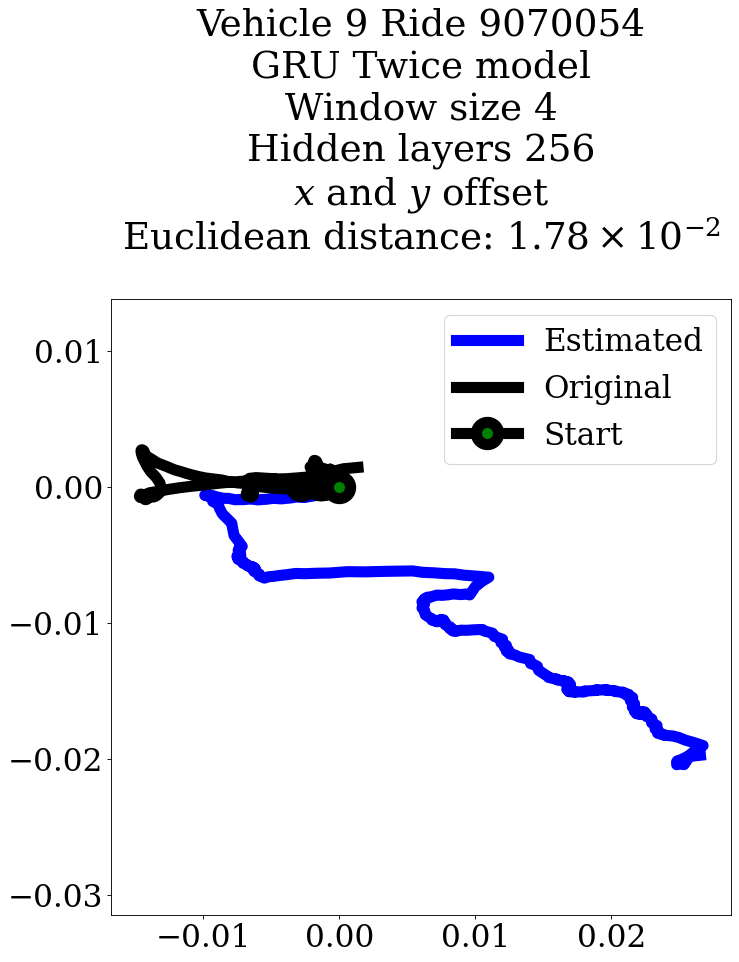 Vehicle 9 Ride 9070054
GRU Twice model
Window size 4
Hidden layers 256
x and y offset
Euclidean distance: 1.78 × 10⁻²
Estimated
Original
Start
0.01
0.00
−0.01
−0.02
−0.03
−0.01 0.00 0.01 0.02